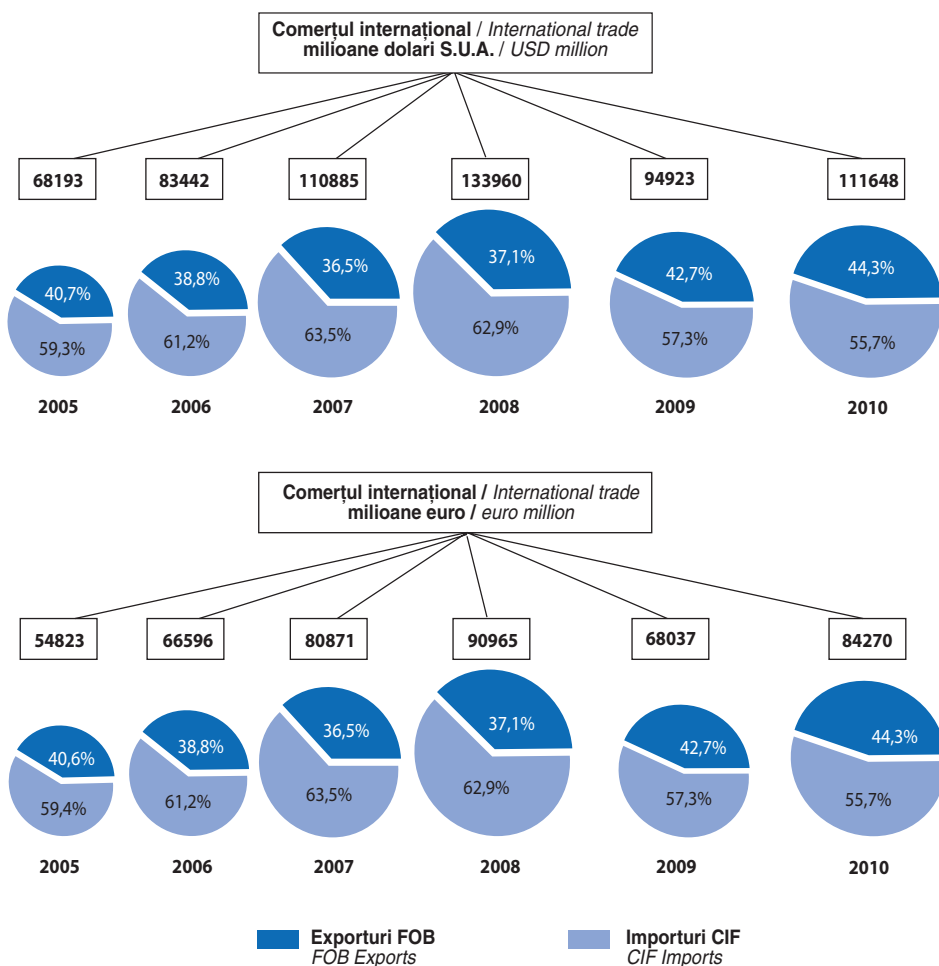 Comerțul internațional / International trade
milioane dolari S.U.A. / USD million
68193 83442 110885 133960 94923 111648
40,7% 38,8% 36,5% 37,1% 42,7% 44,3%
59,3% 61,2% 63,5% 62,9% 57,3% 55,7%
2005 2006 2007 2008 2009 2010
Comerțul internațional / International trade
milioane euro / euro million
54823 66596 80871 90965 68037 84270
40,6% 38,8% 36,5% 37,1% 42,7% 44,3%
59,4% 61,2% 63,5% 62,9% 57,3% 55,7%
2005 2006 2007 2008 2009 2010
Exporturi FOB Importuri CIF
FOB Exports CIF Imports